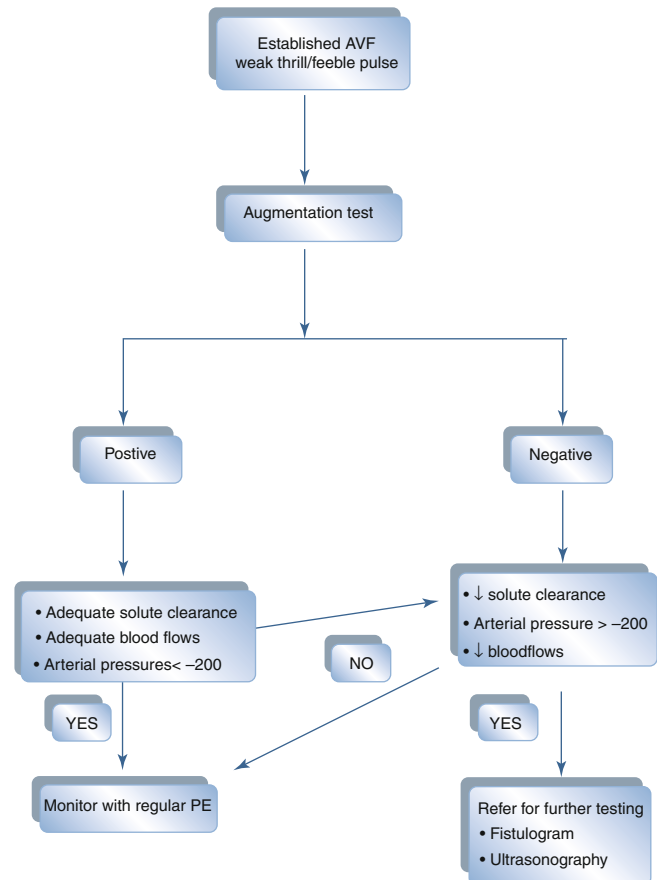 Established AVF
weak thrill/feeble pulse
Augmentation test
Postive
Negative
• Adequate solute clearance
• Adequate blood flows
• Arterial pressures< –200
• ↓ solute clearance
• Arterial pressure > –200
• ↓ bloodflows
NO
YES
YES
Monitor with regular PE
Refer for further testing
• Fistulogram
• Ultrasonography